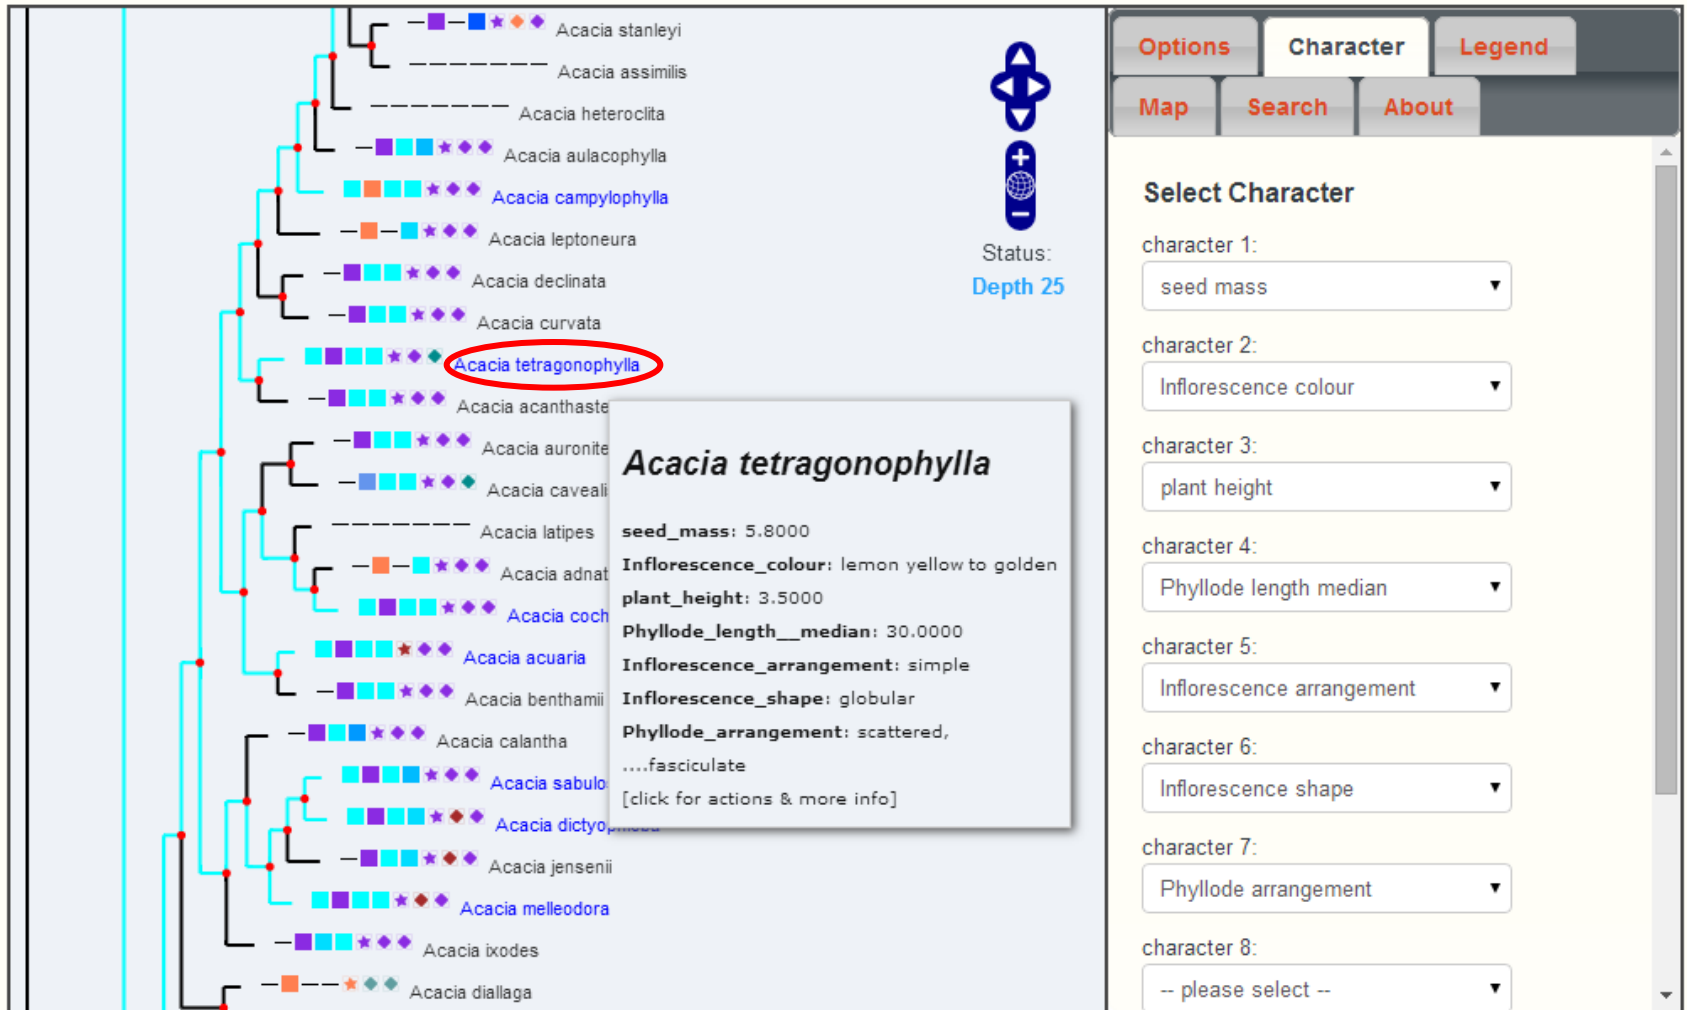 Acacia stanleyi
Acacia assimilis
Acacia heteroclita
Acacia aulacophylla
Acacia campylophylla
Acacia leptoneura
Acacia declinata
Acacia curvata
Acacia tetragonophylla
Acacia acanthaste
Acacia auronite
Acacia caveali
Acacia latipes
Acacia adnat
Acacia coch
Acacia acuaria
Acacia benthamii
Acacia calantha
Acacia sabulo
Acacia dictyophleba
Acacia jensenii
Acacia melleodora
Acacia ixodes
Acacia diallaga
Status:
Depth 25
Acacia tetragonophylla
seed_mass: 5.8000
Inflorescence_colour: lemon yellow to golden
plant_height: 3.5000
Phyllode_length__median: 30.0000
Inflorescence_arrangement: simple
Inflorescence_shape: globular
Phyllode_arrangement: scattered,
....fasciculate
[click for actions & more info]
Options Character Legend
Map Search About
Select Character
character 1:
seed mass
character 2:
Inflorescence colour
character 3:
plant height
character 4:
Phyllode length median
character 5:
Inflorescence arrangement
character 6:
Inflorescence shape
character 7:
Phyllode arrangement
character 8:
-- please select --